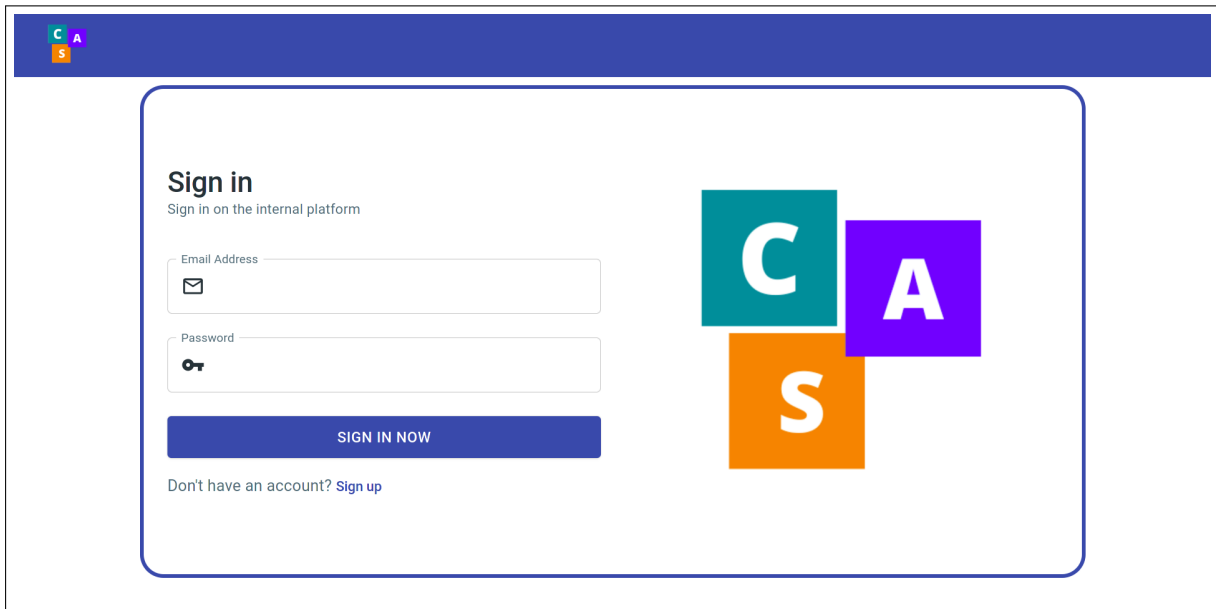 C A
S
Sign in
Sign in on the internal platform
Email Address
Password
SIGN IN NOW
Don't have an account? Sign up
C
A
S